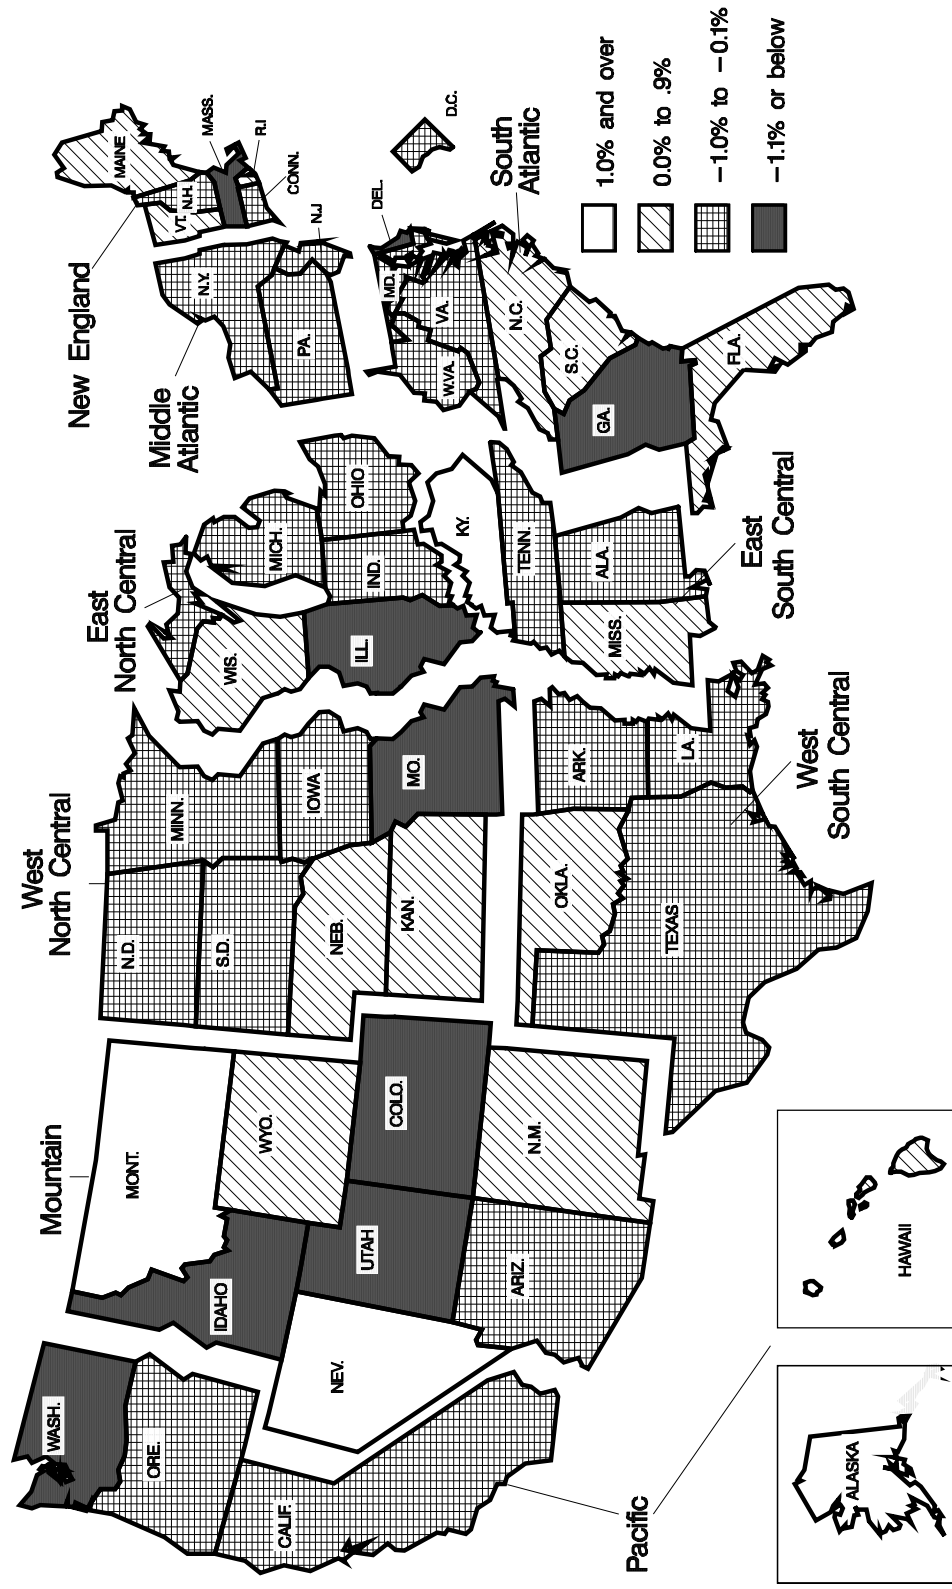 Pacific
Mountain
West
North Central
East
North Central
Middle
Atlantic
New England
WASH.
ORE.
CALIF.
NEV.
IDAHO
MONT.
WYO.
UTAH
COLO.
ARIZ.
N.M.
N.D.
S.D.
NEB.
KAN.
MINN.
IOWA
MO.
OKLA.
TEXAS
ARK.
LA.
WIS.
ILL.
MICH.
IND.
OHIO
KY.
TENN.
MISS.
ALA.
N.Y.
PA.
N.J
MAINE
VT.
N.H.
MASS.
R.I
CONN.
DEL.
MD.
D.C.
VA.
W.VA.
N.C.
S.C.
GA.
FLA.
ALASKA
HAWAII
West
South Central
East
South Central
South
Atlantic
1.0% and over
0.0% to .9%
−1.0% to −0.1%
−1.1% or below